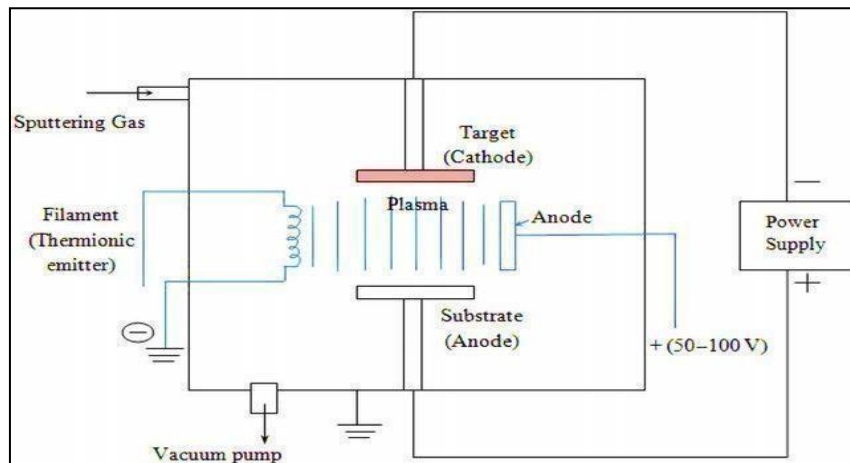 Sputtering Gas
Target
(Cathode)
Plasma
Filament
(Thermionic
emitter)
Anode
Power
Supply
−
+
Substrate
(Anode)
+ (50–100 V)
−
Vacuum pump